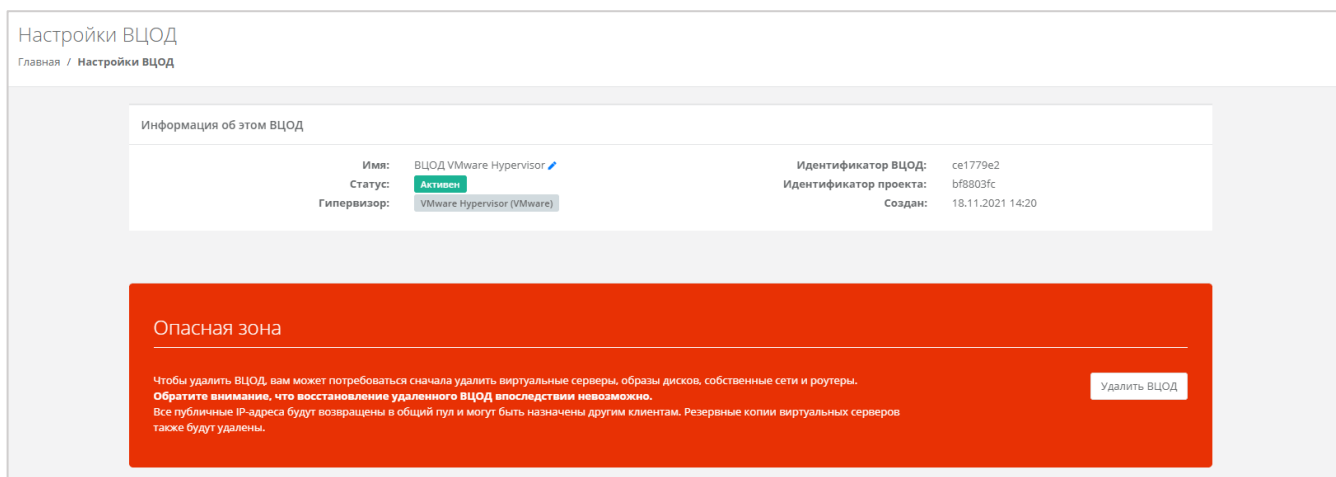 Настройки ВЦОД
Главная / Настройки ВЦОД
Информация об этом ВЦОД
Имя: ВЦОД VMware Hypervisor
Статус: Активен
Гипервизор: VMware Hypervisor (VMware)
Идентификатор ВЦОД: ce1779e2
Идентификатор проекта: bf8803fc
Создан: 18.11.2021 14:20
Опасная зона
Чтобы удалить ВЦОД, вам может потребоваться сначала удалить виртуальные серверы, образы дисков, собственные сети и роутеры.
Обратите внимание, что восстановление удаленного ВЦОД впоследствии невозможно.
Все публичные IP-адреса будут возвращены в общий пул и могут быть назначены другим клиентам. Резервные копии виртуальных серверов
также будут удалены.
Удалить ВЦОД